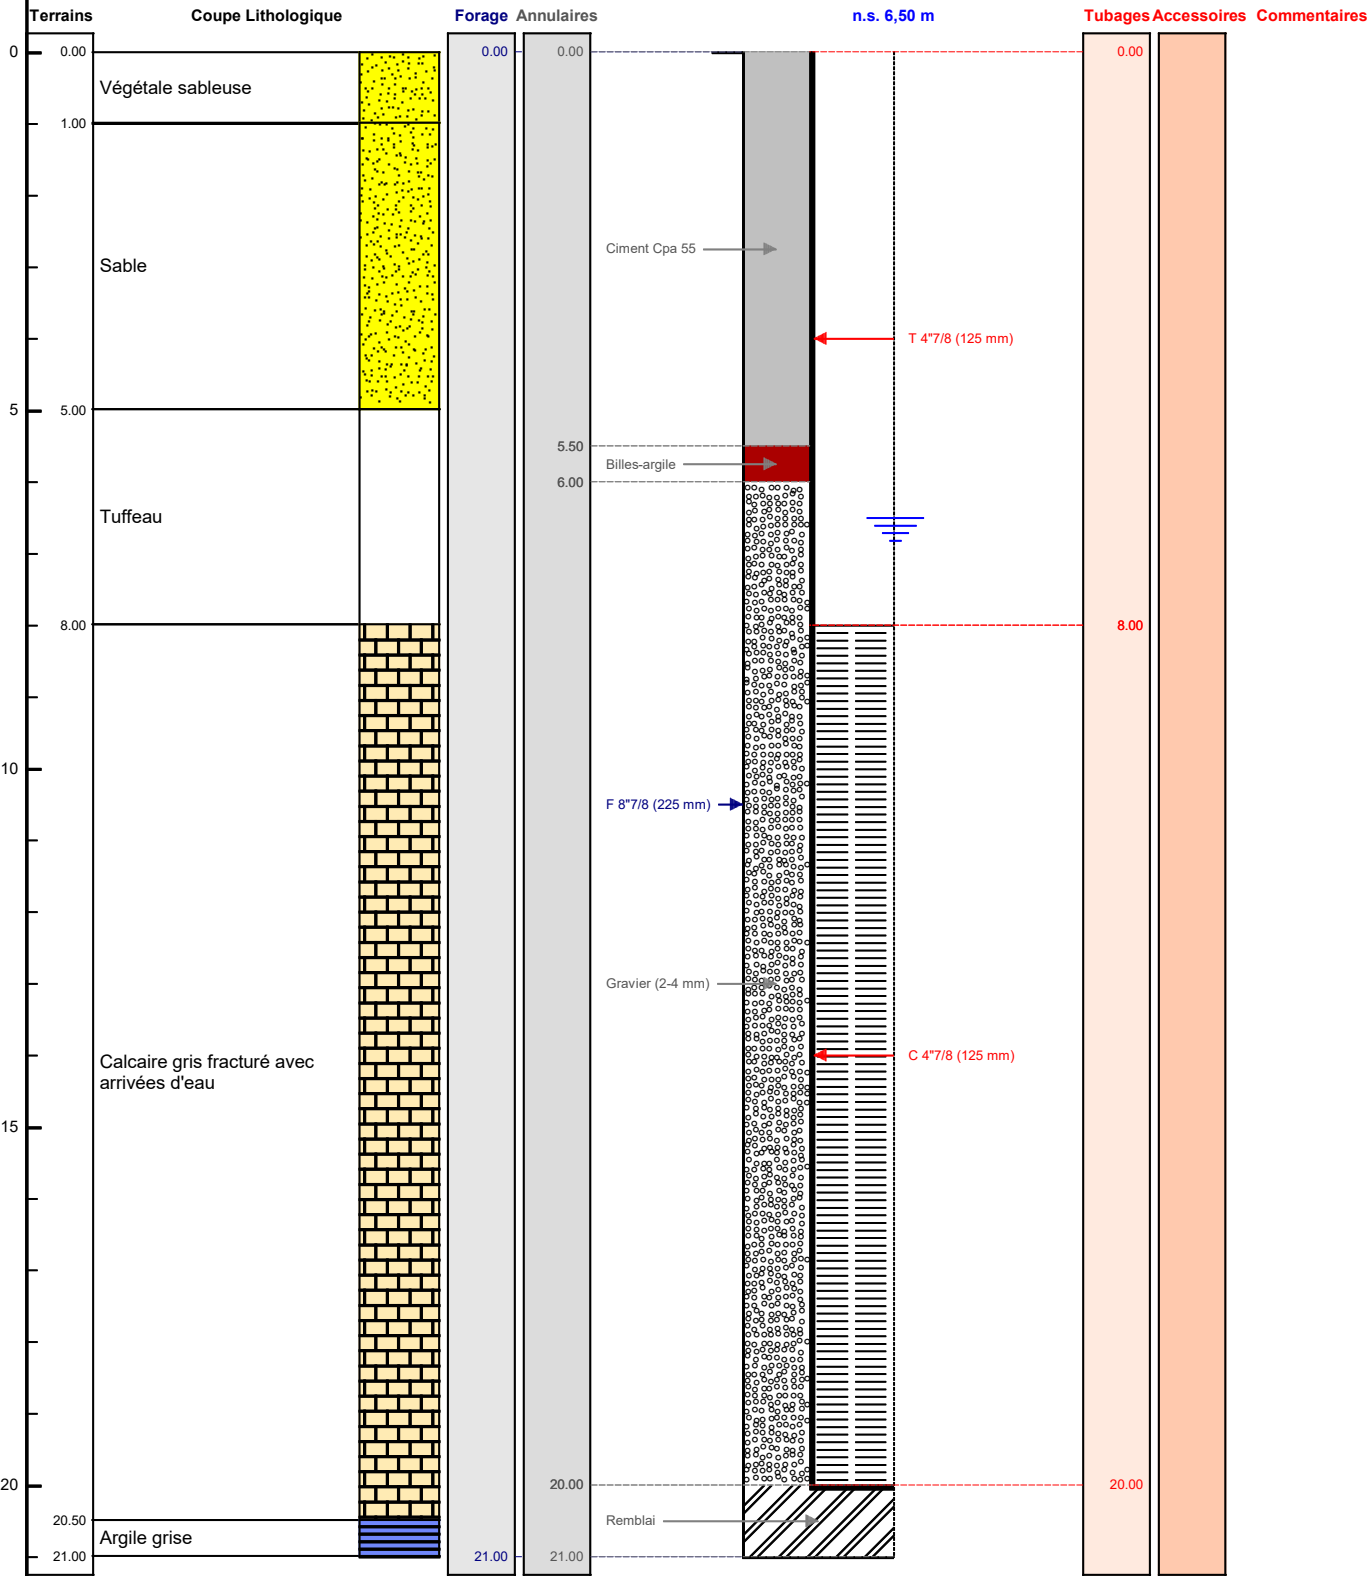 Terrains Coupe Lithologique Forage Annulaires n.s. 6,50 m Tubages Accessoires Commentaires
0 0.00 0.00 0.00 0.00
Végétale sableuse
1.00
Ciment Cpa 55
Sable
T 4"7/8 (125 mm)
5 5.00
5.50
Billes-argile
6.00
Tuffeau
8.00 8.00
10
F 8"7/8 (225 mm)
Gravier (2-4 mm)
C 4"7/8 (125 mm)
Calcaire gris fracturé avec
arrivées d'eau
15
20 20.00 20.00
20.50 Remblai
Argile grise
21.00 21.00 21.00